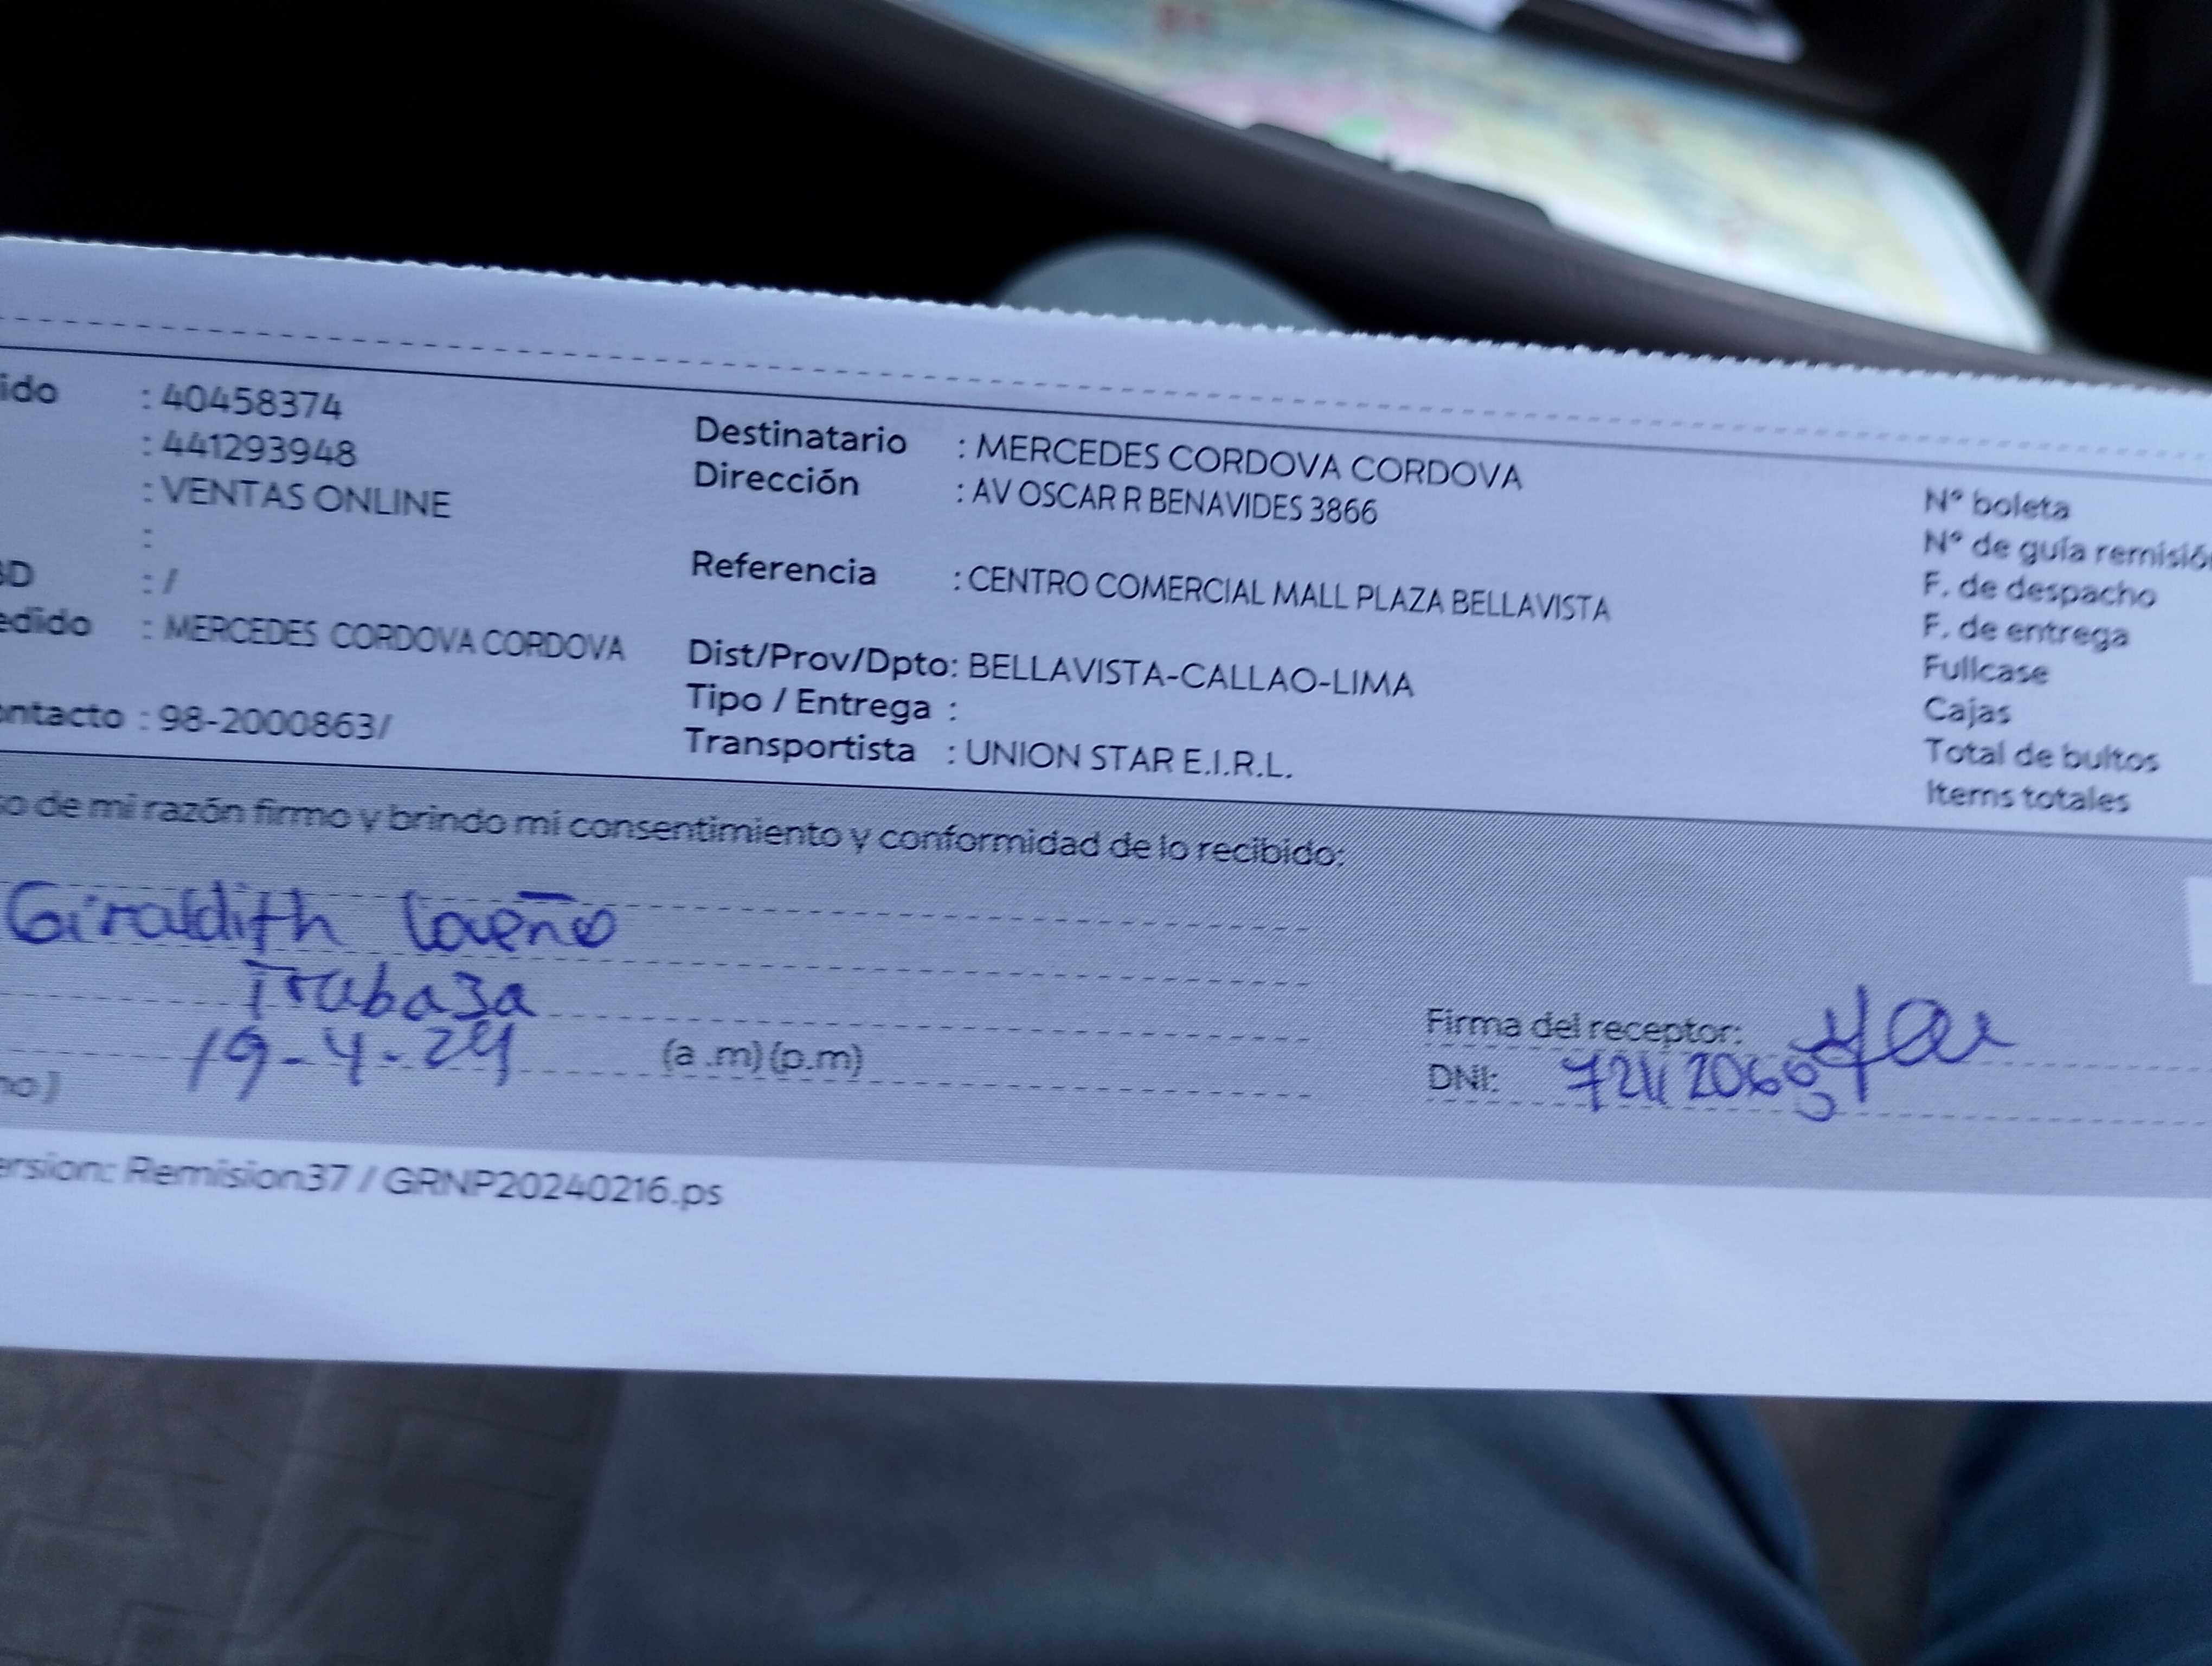 ido : 40458374
: 441293948
: VENTAS ONLINE
:
BD : /
edido : MERCEDES CORDOVA CORDOVA
ontacto : 98-2000863/
Destinatario : MERCEDES CORDOVA CORDOVA
Dirección : AV OSCAR R BENAVIDES 3866
Referencia : CENTRO COMERCIAL MALL PLAZA BELLAVISTA
Dist/Prov/Dpto: BELLAVISTA-CALLAO-LIMA
Tipo / Entrega :
Transportista : UNION STAR E.I.R.L.
N° boleta
N° de guía remisió
F. de despacho
F. de entrega
Fullcase
Cajas
Total de bultos
Items totales
so de mi razón firmo y brindo mi consentimiento y conformidad de lo recibido:
Giraldith
Trabaja
19-4-24 (a .m) (p.m)
no)
Firma del receptor:
DNI:
ersion: Remision37 / GRNP20240216.ps